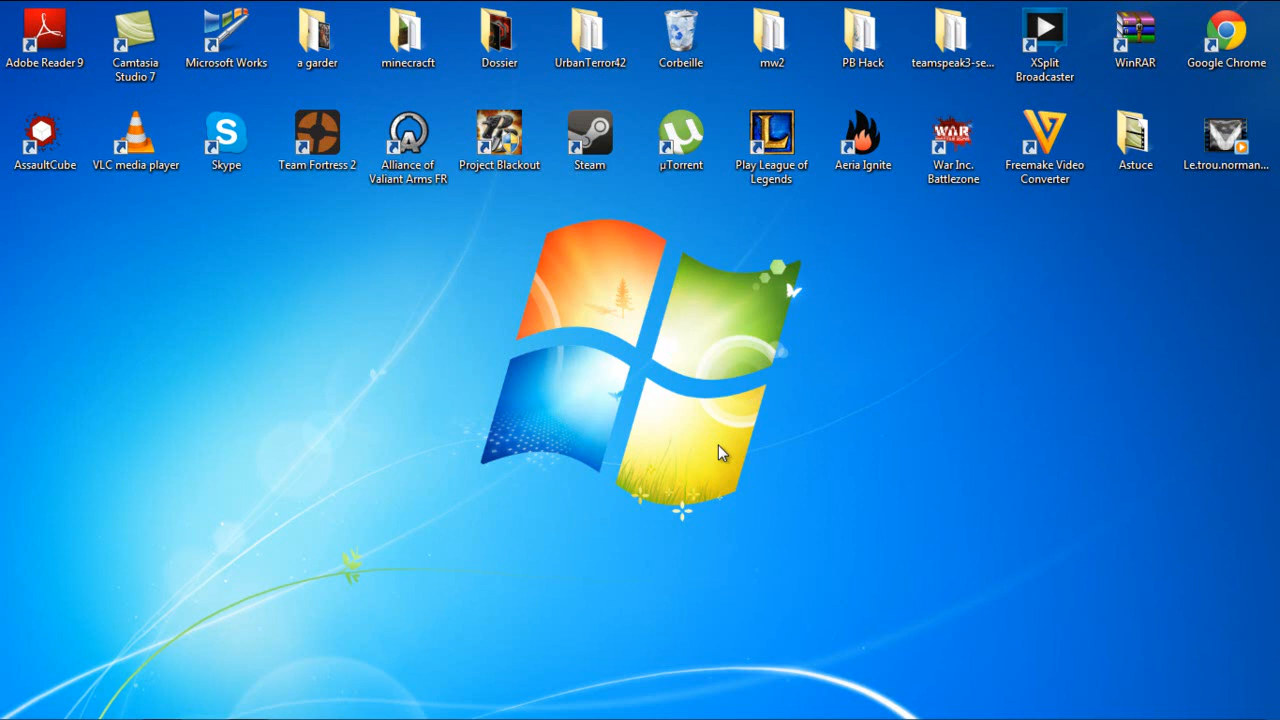 Adobe Reader 9
Camtasia
Studio 7
Microsoft Works
a garder
minecracft
Dossier
UrbanTerror42
Corbeille
mw2
PB Hack
teamspeak3-se...
XSplit
Broadcaster
WinRAR
Google Chrome
AssaultCube
VLC media player
Skype
Team Fortress 2
Alliance of
Valiant Arms FR
Project Blackout
Steam
µTorrent
Play League of
Legends
Aeria Ignite
War Inc.
Battlezone
Freemake Video
Converter
Astuce
Le.trou.norman...